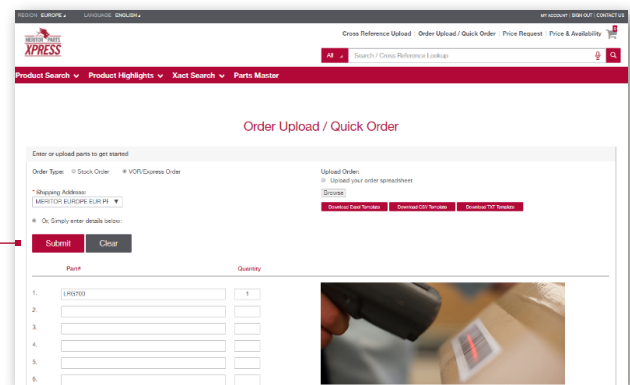 REGION EUROPE LANGUAGE ENGLISH MY ACCOUNT | SIGN OUT | CONTACT US
MERITOR PARTS
XPRESS
Cross Reference Upload | Order Upload / Quick Order | Price Request | Price & Availability
All Search / Cross Reference Lookup
Product Search Product Highlights Xact Search Parts Master
Order Upload / Quick Order
Enter or upload parts to get started
Order Type: Stock Order VOR/Express Order
Upload Order:
Upload your order spreadsheet
* Shipping Address:
Browse
MERITOR EUROPE EUR PF
Download Excel Template Download CSV Template Download TXT Template
Or, Simply enter details below:
Submit Clear
Part# Quantity
1. LRG700 1
2.
3.
4.
5.
6.